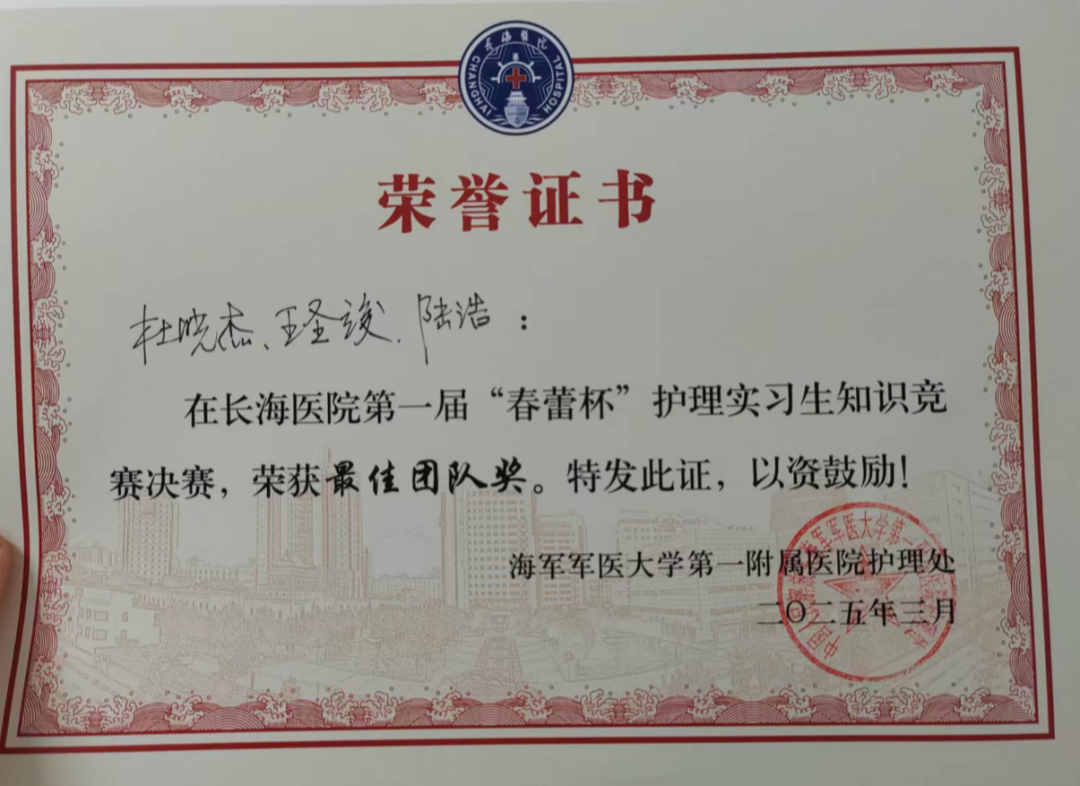 长海医院
CHANGHAI HOSPITAL
荣誉证书
杜晓杰、王圣骏、陆浩：
在长海医院第一届“春蕾杯”护理实习生知识竞
赛决赛，荣获最佳团队奖。特发此证，以资鼓励！
海军军医大学第一附属医院护理处
二〇二五年三月